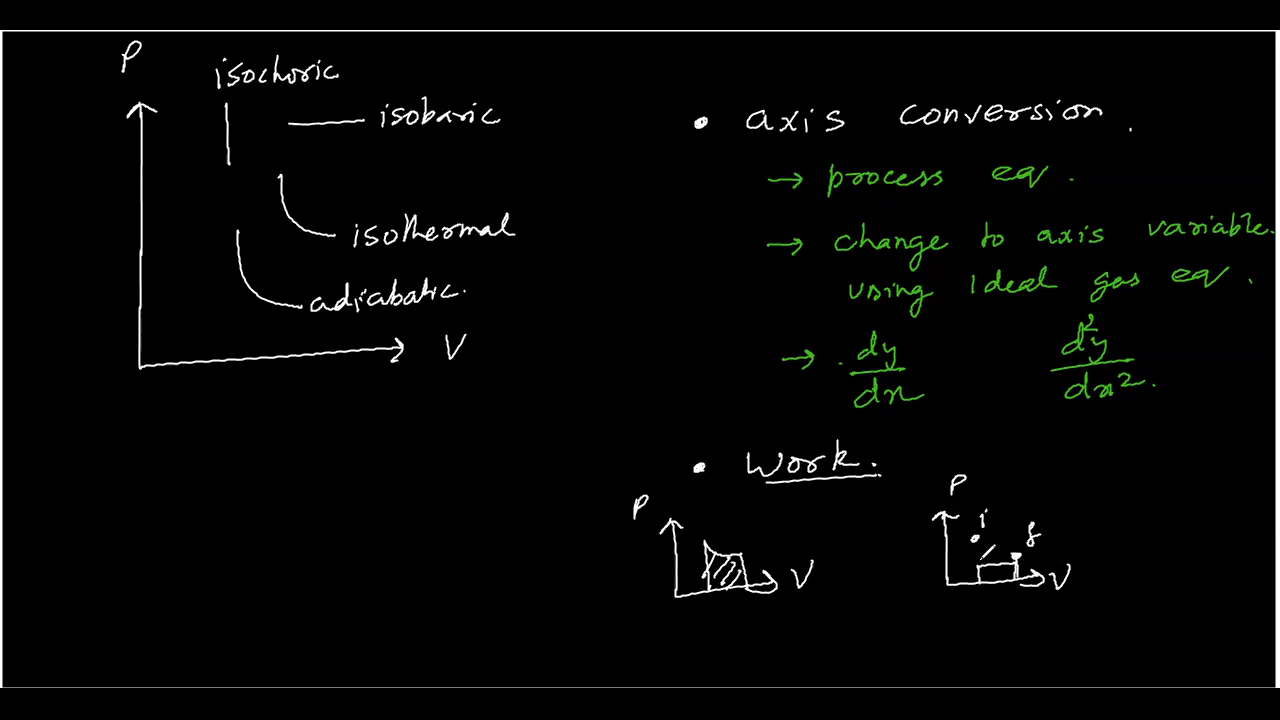 P
isochoric
isobaric
isothermal
adiabatic.
V
• axis conversion.
→ process eq.
→ change to axis variable.
using Ideal gas eq.
→ dy/dx d²y/dx².
• Work.
P
V
P
i
f
V